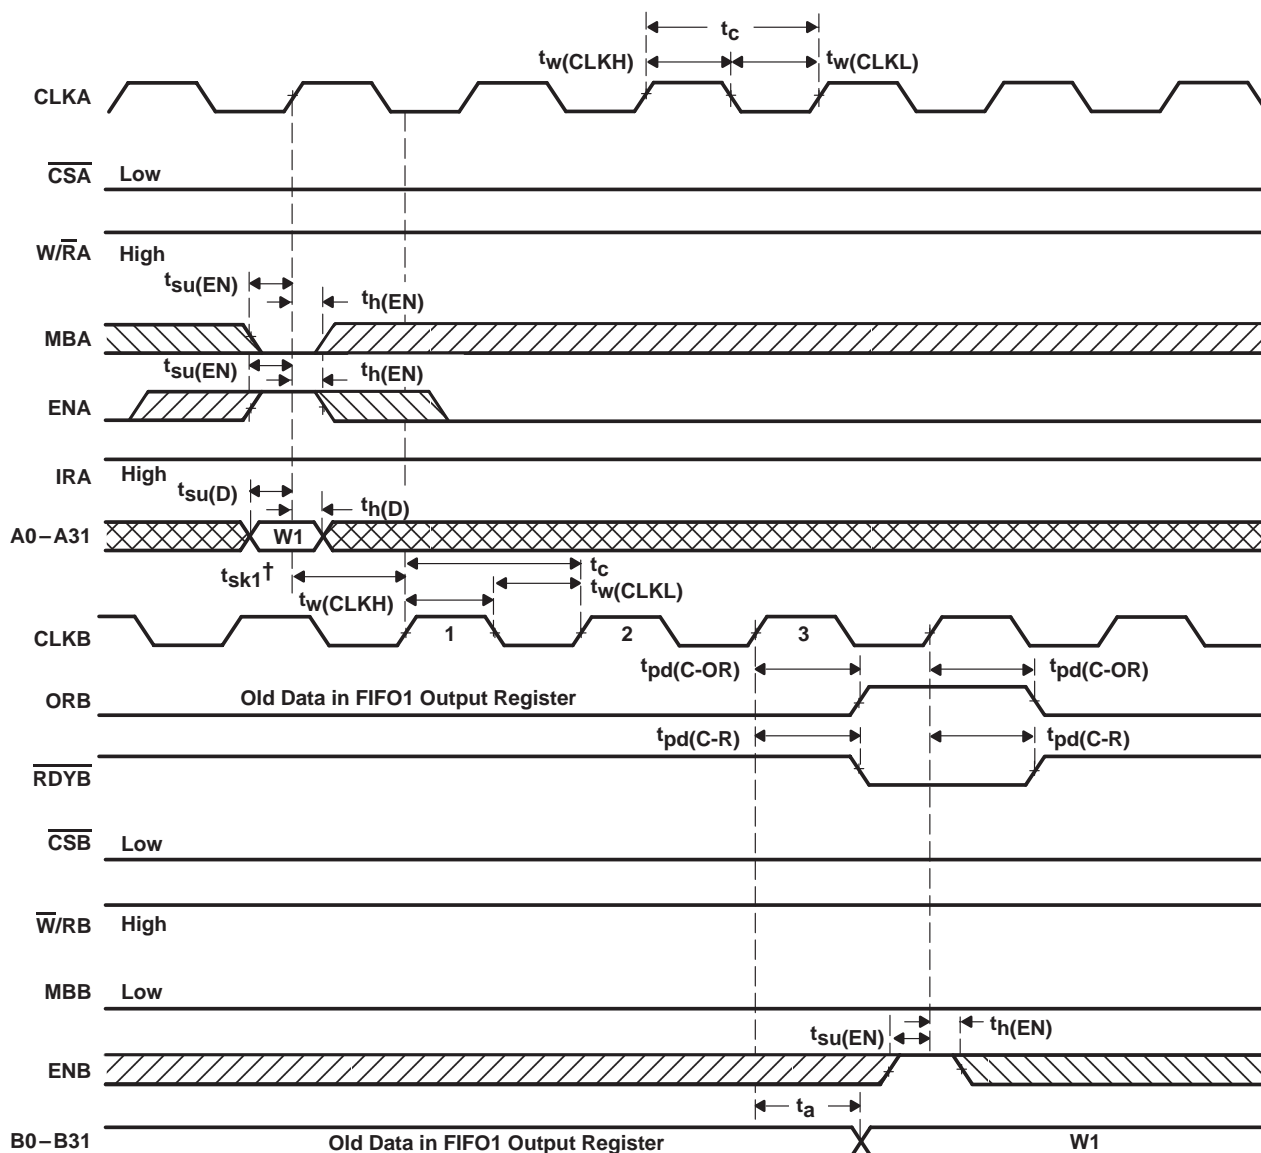 tc
tw(CLKH)
tw(CLKL)
CLKA
CSA
Low
W/RA
High
tsu(EN)
th(EN)
MBA
tsu(EN)
th(EN)
ENA
IRA
High
tsu(D)
th(D)
A0–A31
W1
tsk1†
tc
tw(CLKH)
tw(CLKL)
CLKB
1
2
3
tpd(C-OR)
tpd(C-OR)
ORB
Old Data in FIFO1 Output Register
tpd(C-R)
tpd(C-R)
RDYB
CSB
Low
W/RB
High
MBB
Low
tsu(EN)
th(EN)
ENB
ta
B0–B31
Old Data in FIFO1 Output Register
W1